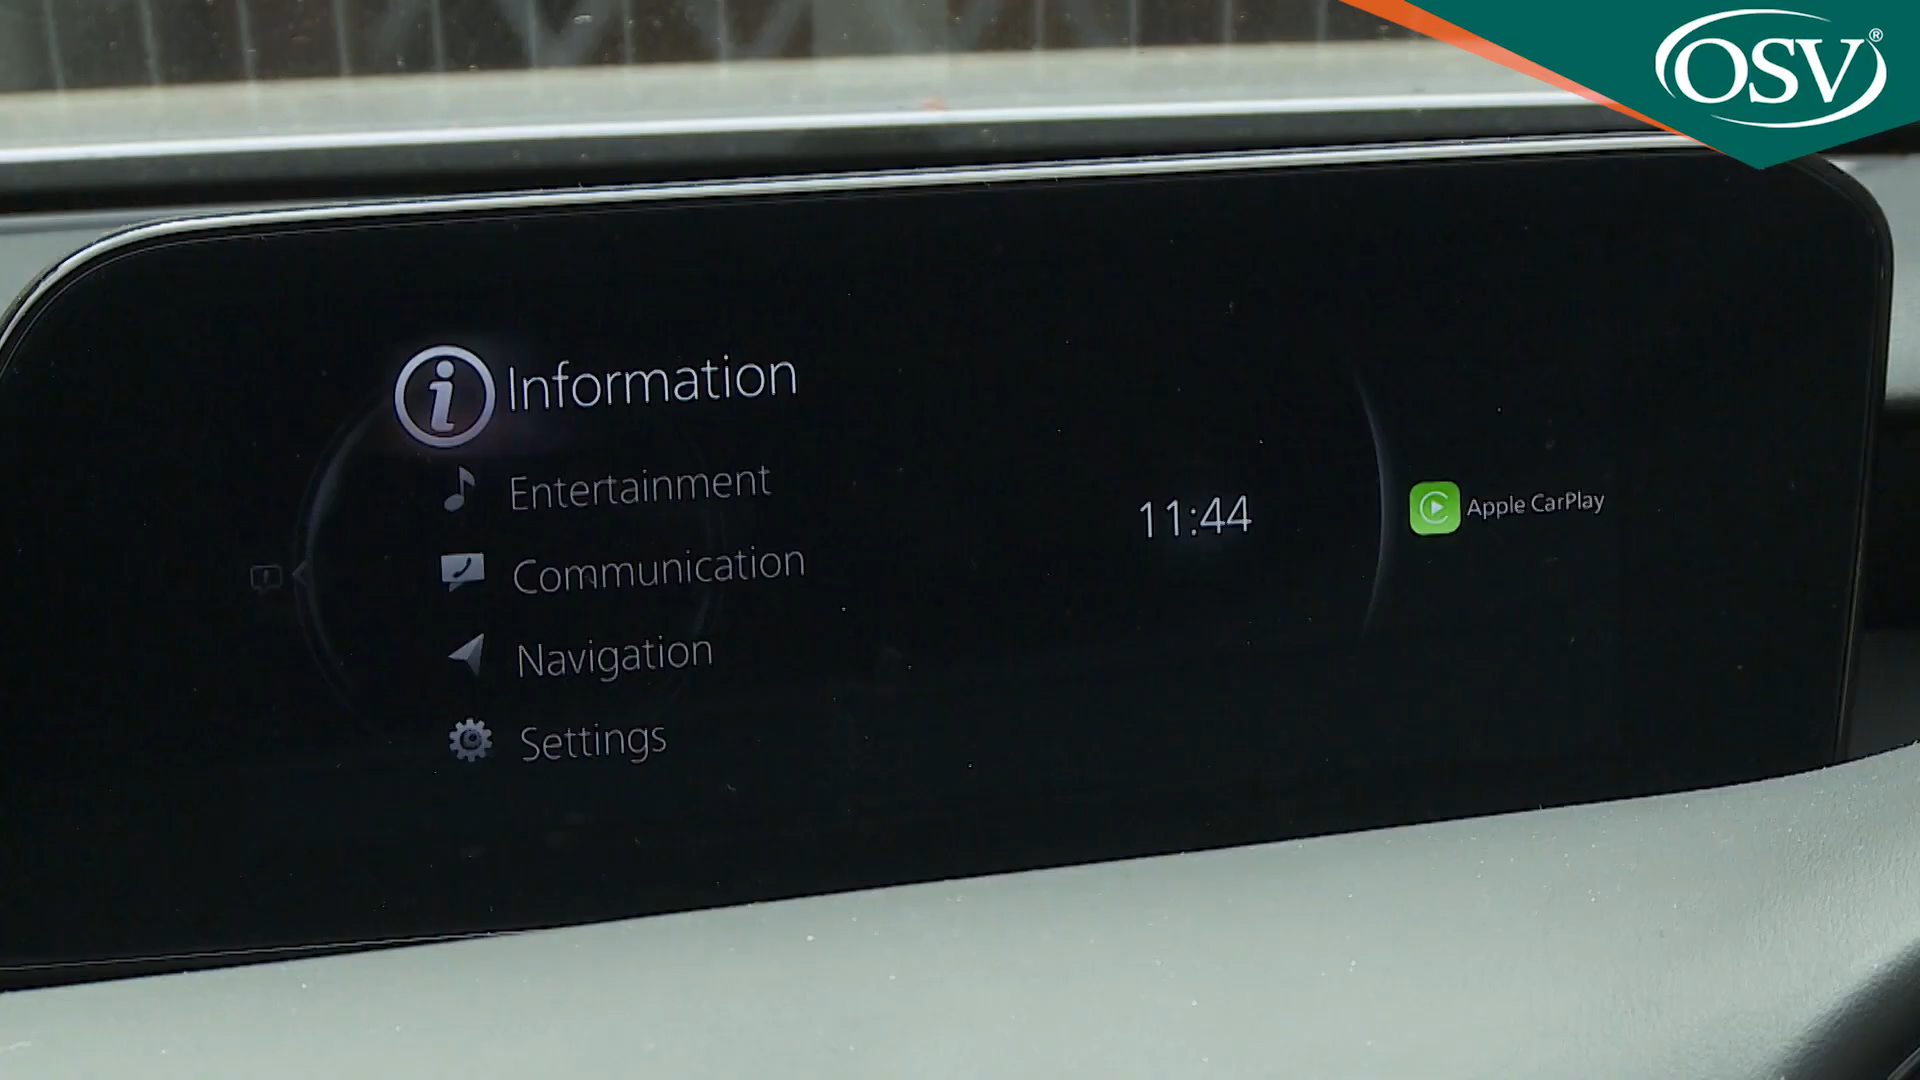 OSV®
Information
Entertainment
Communication
Navigation
Settings
11:44
Apple CarPlay